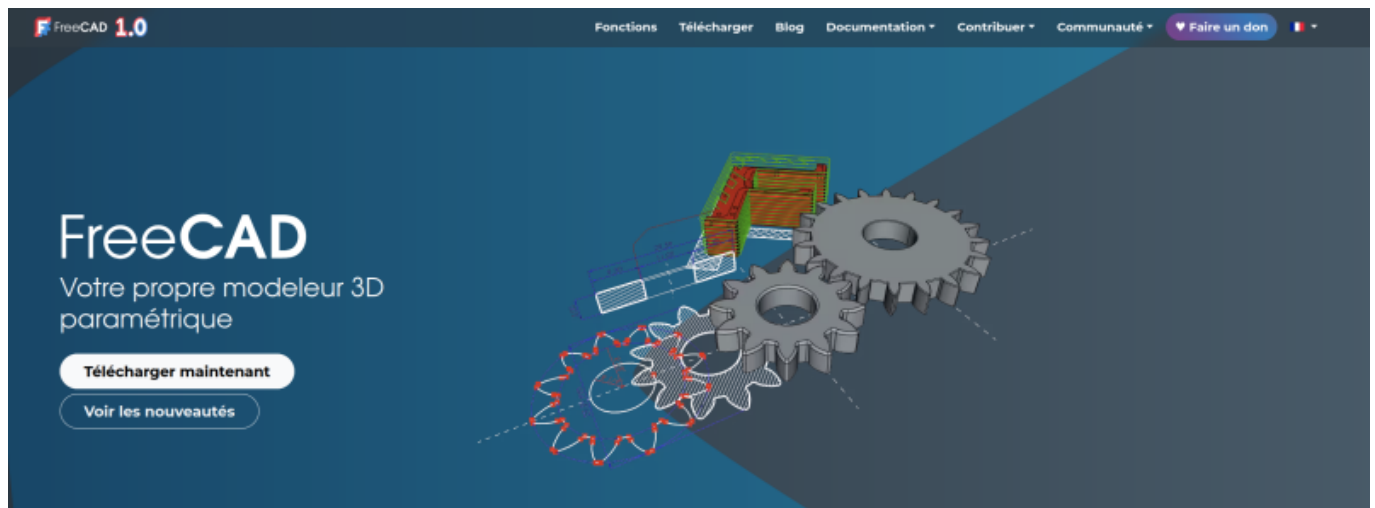 FreeCAD 1.0
Fonctions Télécharger Blog Documentation Contribuer Communauté ♥ Faire un don
FreeCAD
Votre propre modeleur 3D
paramétrique
Télécharger maintenant
Voir les nouveautés